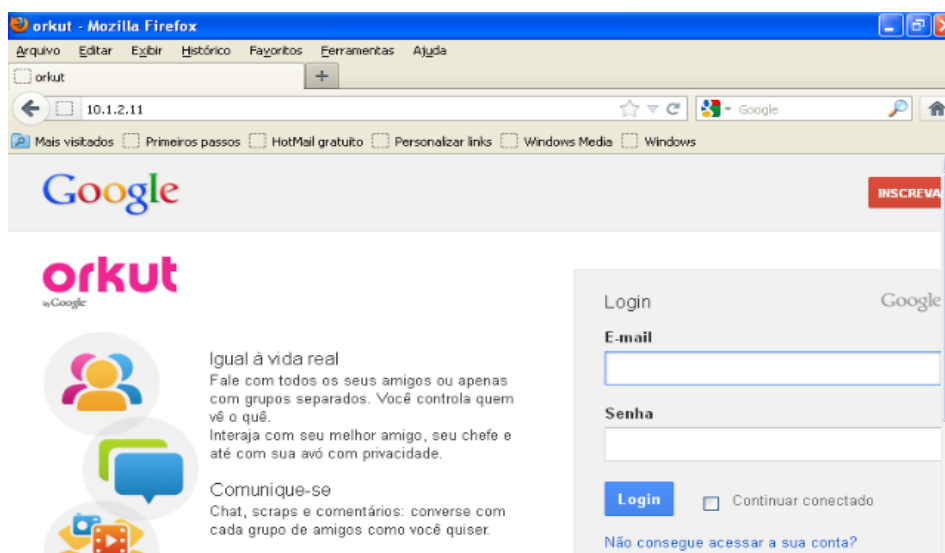 orkut - Mozilla Firefox
Arquivo Editar Exibir Histórico Favoritos Ferramentas Ajuda
orkut
10.1.2.11
Google
Mais visitados Primeiros passos HotMail gratuito Personalizar links Windows Media Windows
Google
INSCREVA
orkut
by Google
Login Google
E-mail
Igual à vida real
Fale com todos os seus amigos ou apenas
com grupos separados. Você controla quem
vê o quê.
Interaja com seu melhor amigo, seu chefe e
até com sua avó com privacidade.
Senha
Comunique-se
Chat, scraps e comentários: converse com
cada grupo de amigos como você quiser.
Login Continuar conectado
Não consegue acessar a sua conta?